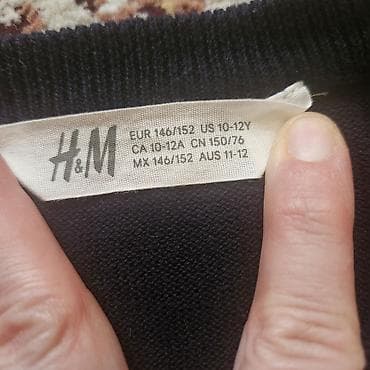 H&M
EUR 146/152 US 10-12Y
CA 10-12A CN 150/76
MX 146/152 AUS 11-12